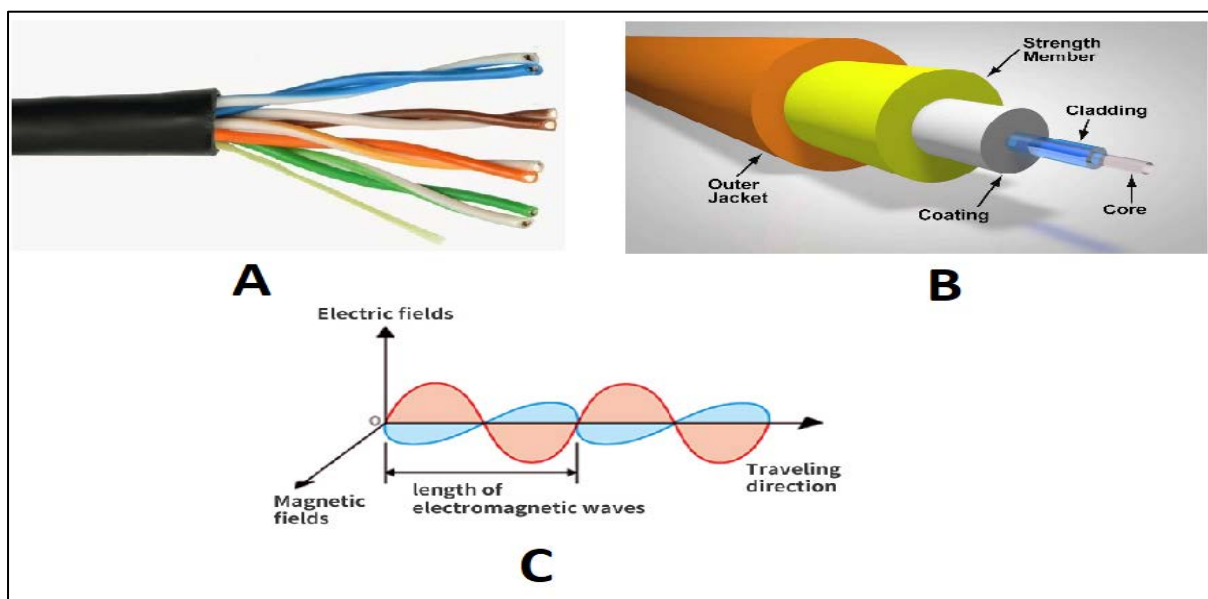 Strength
Member
Cladding
Outer
Jacket
Coating
Core
A
B
Electric fields
O
Traveling
direction
Magnetic
fields
length of
electromagnetic waves
C